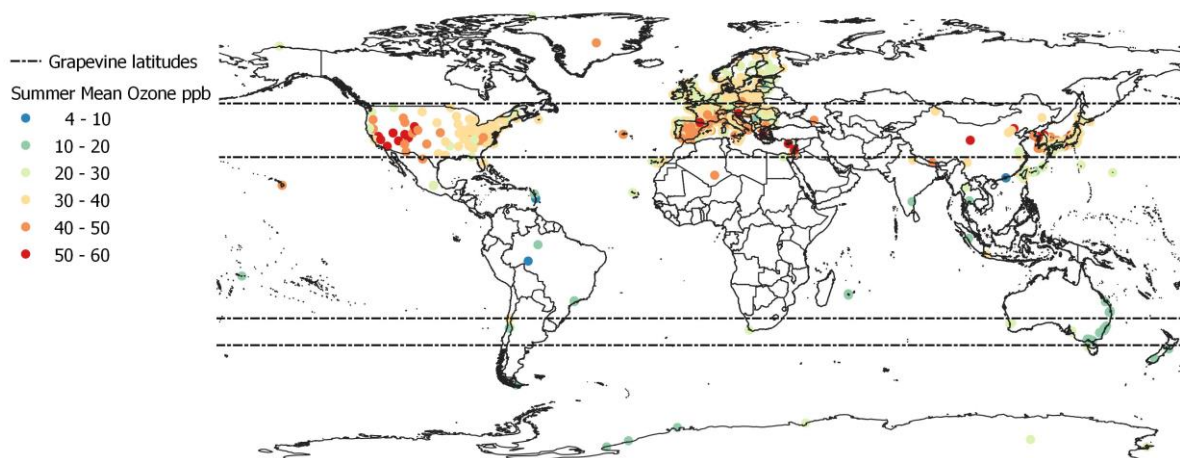 Grapevine latitudes
Summer Mean Ozone ppb
4 - 10
10 - 20
20 - 30
30 - 40
40 - 50
50 - 60